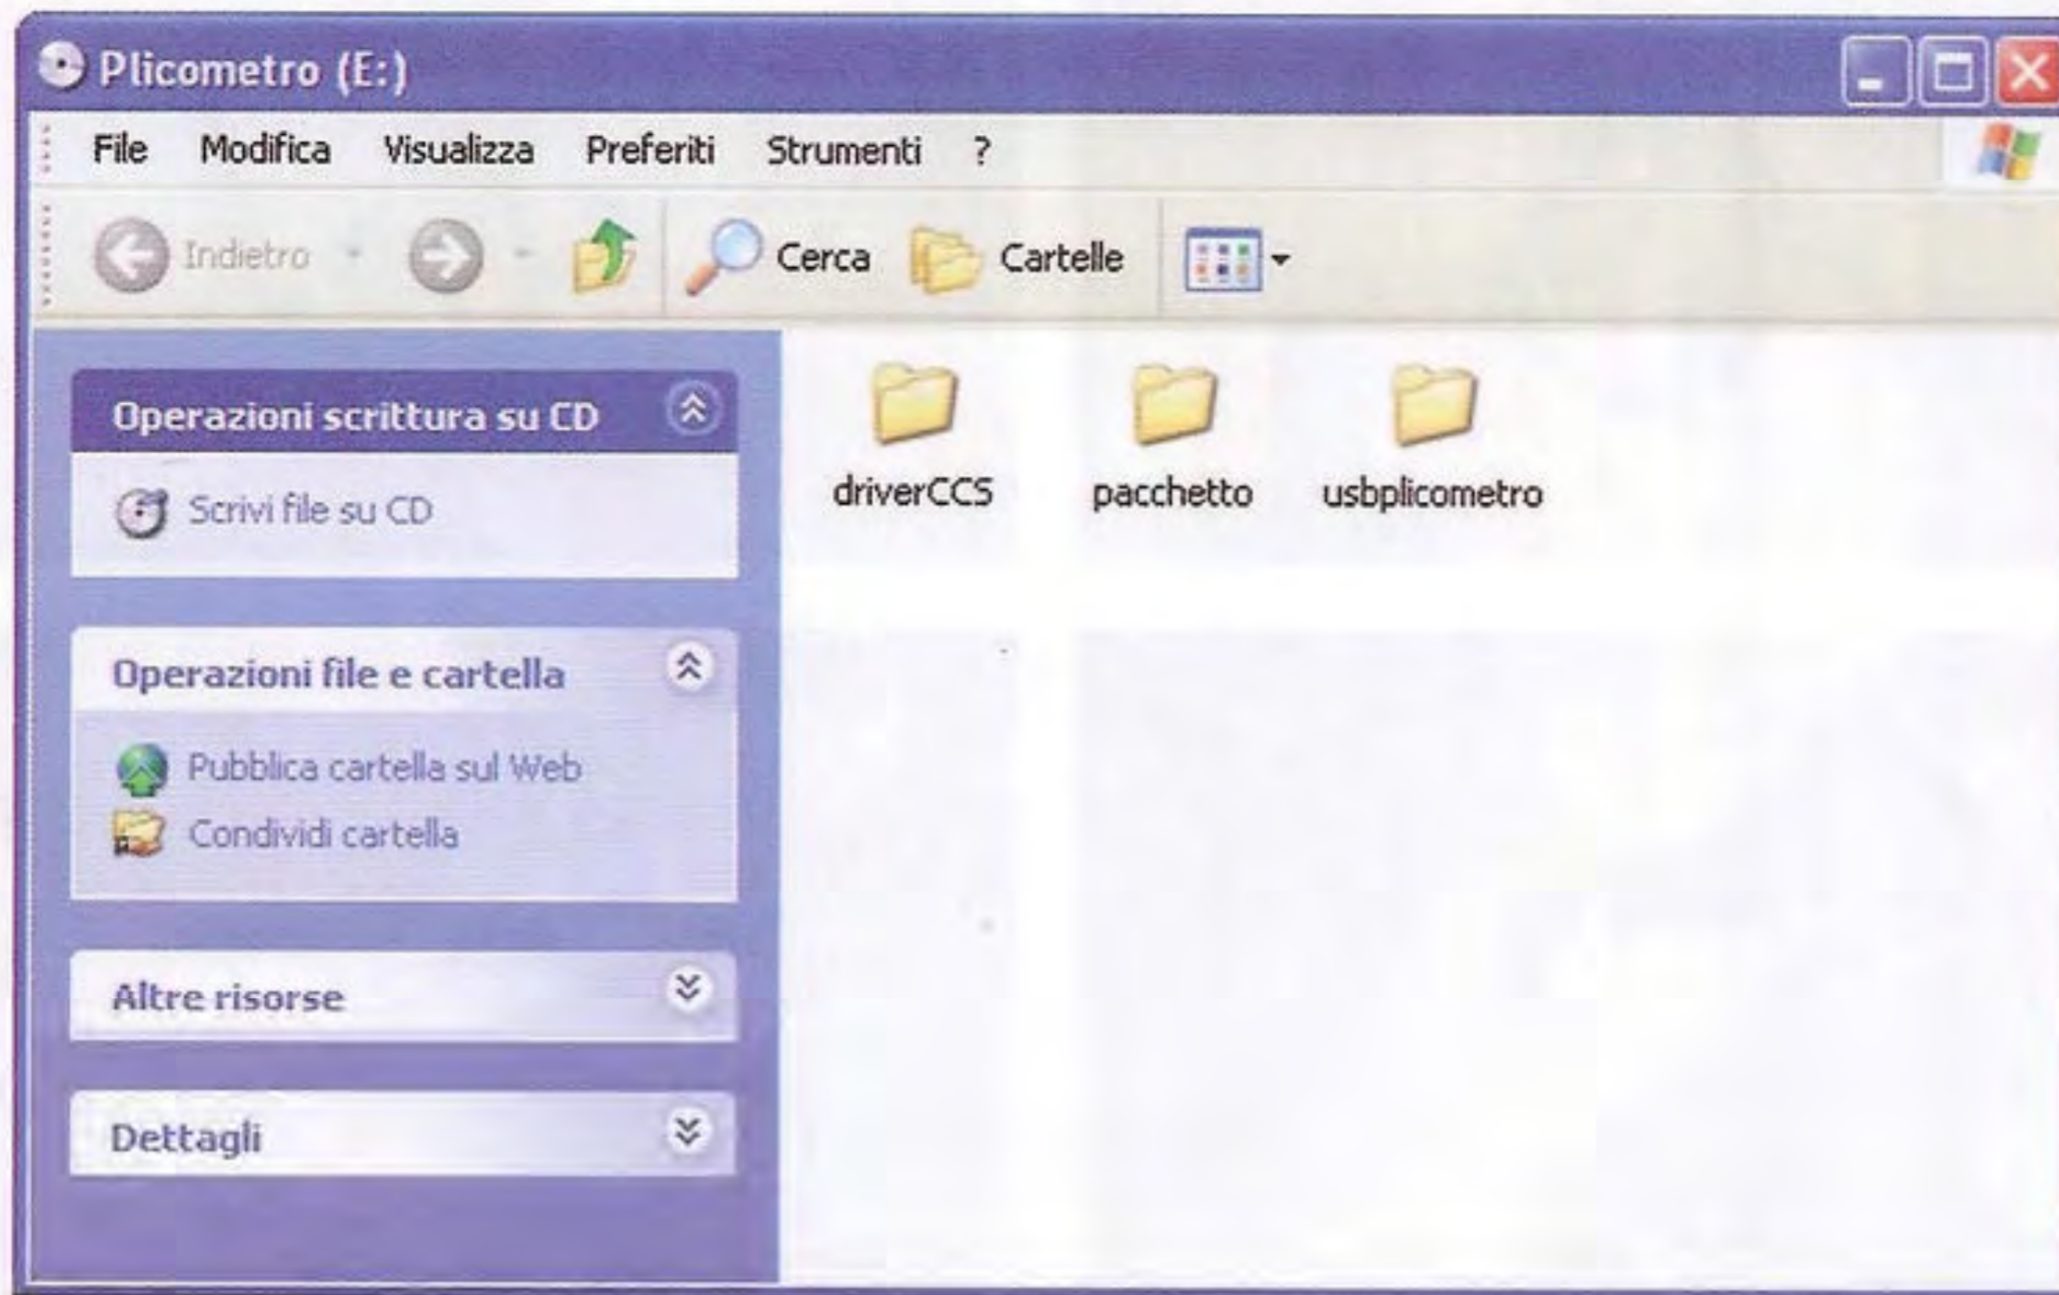 Plicometro (E:)
File Modifica Visualizza Preferiti Strumenti ?
Indietro Cerca Cartelle
Operazioni scrittura su CD
Scrivi file su CD
Operazioni file e cartella
Pubblica cartella sul Web
Condividi cartella
Altre risorse
Dettagli
driverCCS pacchetto usbplicometro